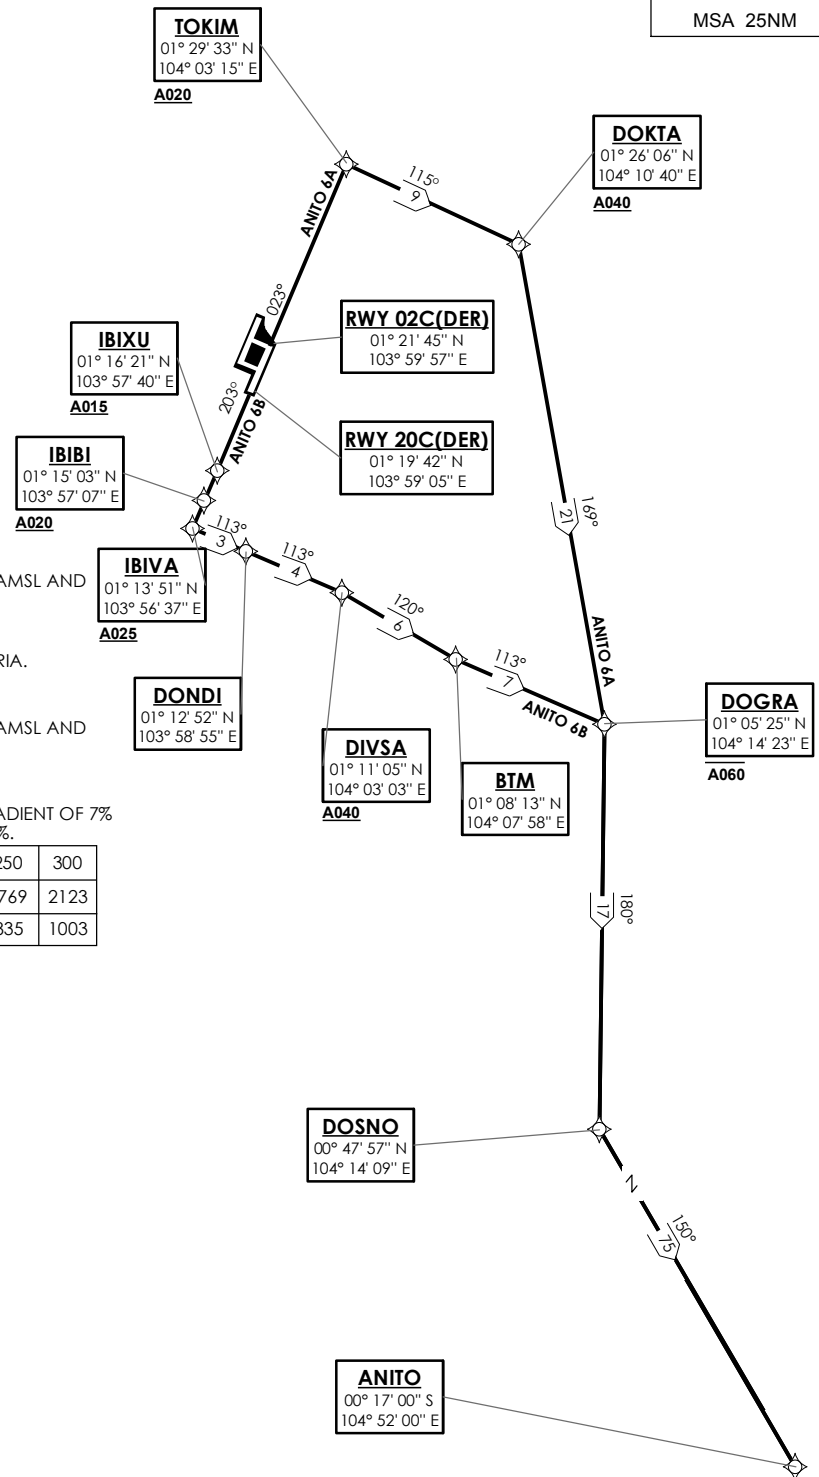 MSA 25NM
TOKIM
01° 29' 33" N
104° 03' 15" E
A020
DOKTA
01° 26' 06" N
104° 10' 40" E
A040
115°
9
ANITO 6A
023°
RWY 02C(DER)
01° 21' 45" N
103° 59' 57" E
IBIXU
01° 16' 21" N
103° 57' 40" E
A015
203°
ANITO 6B
RWY 20C(DER)
01° 19' 42" N
103° 59' 05" E
IBIBI
01° 15' 03" N
103° 57' 07" E
A020
169°
21
113°
3
113°
4
IBIVA
01° 13' 51" N
103° 56' 37" E
A025
AMSL AND
120°
6
ANITO 6A
RIA.
113°
7
ANITO 6B
DONDI
01° 12' 52" N
103° 58' 55" E
DOGRA
01° 05' 25" N
104° 14' 23" E
A060
AMSL AND
DIVSA
01° 11' 05" N
104° 03' 03" E
A040
BTM
01° 08' 13" N
104° 07' 58" E
ADIENT OF 7%
%.
250 300
769 2123
835 1003
180°
17
DOSNO
00° 47' 57" N
104° 14' 09" E
N
150°
75
ANITO
00° 17' 00" S
104° 52' 00" E